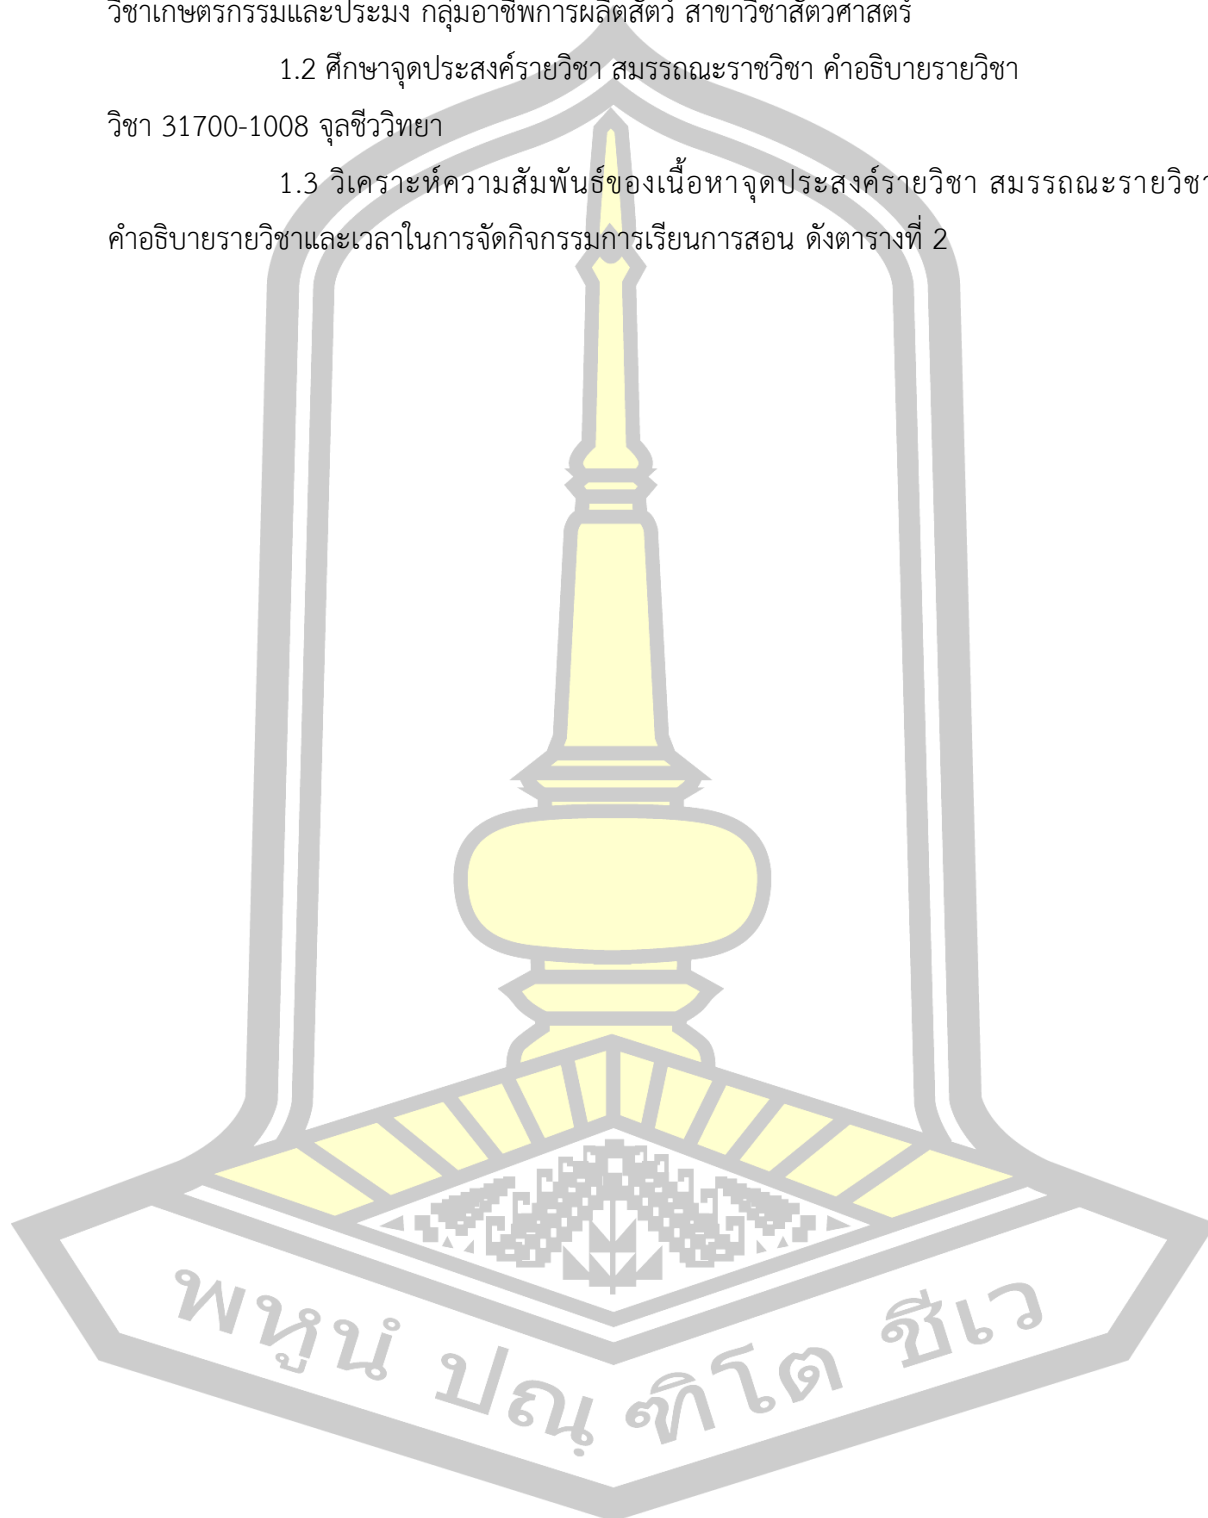 วิชาเกษตรกรรมและประมง กลุ่มอาชีพการผลิตสัตว์ สาขาวิชาสัตวศาสตร์
1.2 ศึกษาจุดประสงค์รายวิชา สมรรถณะราชวิชา คำอธิบายรายวิชา
วิชา 31700-1008 จุลชีววิทยา
1.3 วิเคราะห์ความสัมพันธ์ของเนื้อหาจุดประสงค์รายวิชา สมรรถณะรายวิชา
คำอธิบายรายวิชาและเวลาในการจัดกิจกรรมการเรียนการสอน ดังตารางที่ 2
พหูนํ ปณฺฑิโต ชีเว